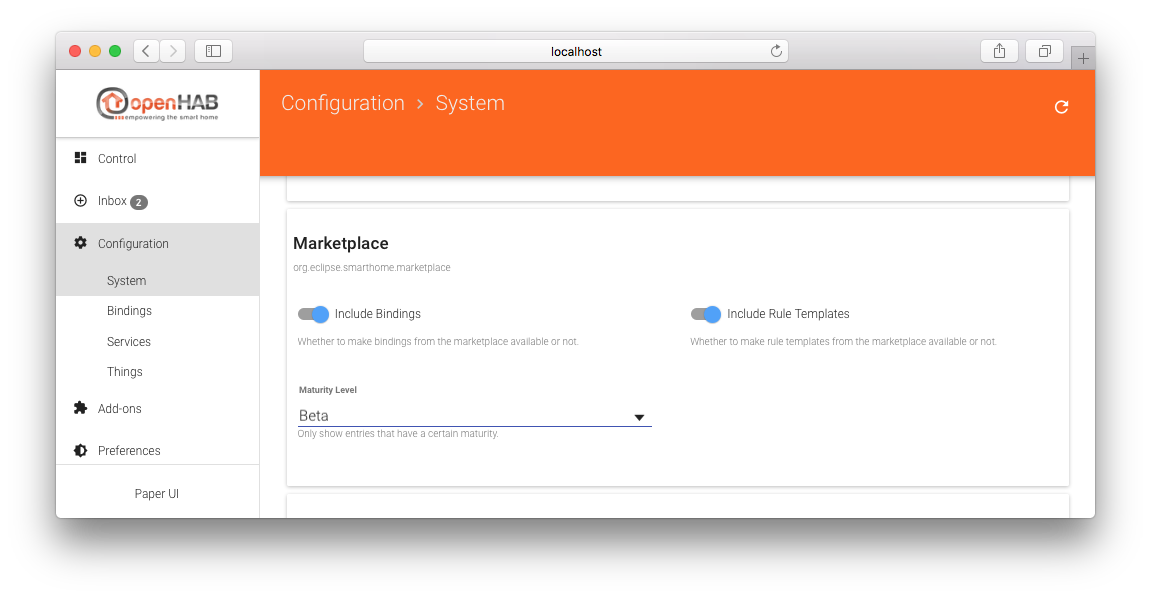 localhost
openHAB
empowering the smart home
Configuration > System
Control
Inbox 2
Configuration
System
Bindings
Services
Things
Add-ons
Preferences
Paper UI
Marketplace
org.eclipse.smarthome.marketplace
Include Bindings
Whether to make bindings from the marketplace available or not.
Include Rule Templates
Whether to make rule templates from the marketplace available or not.
Maturity Level
Beta
Only show entries that have a certain maturity.